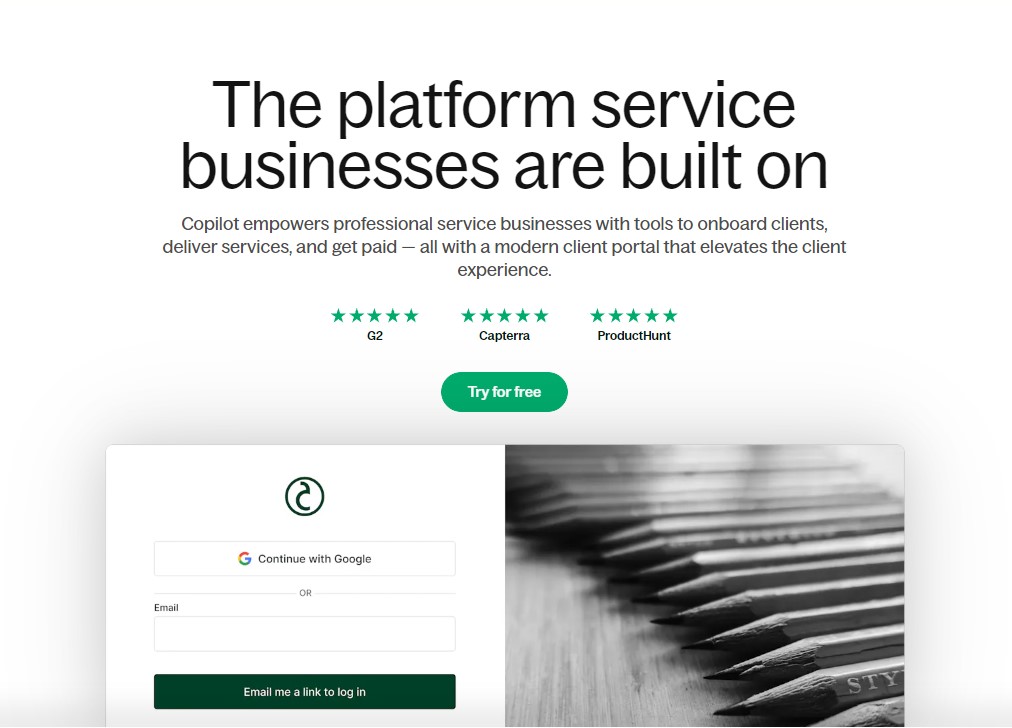 The platform service
businesses are built on
Copilot empowers professional service businesses with tools to onboard clients,
deliver services, and get paid — all with a modern client portal that elevates the client
experience.
G2
Capterra
ProductHunt
Try for free
Continue with Google
OR
Email
Email me a link to log in
STY